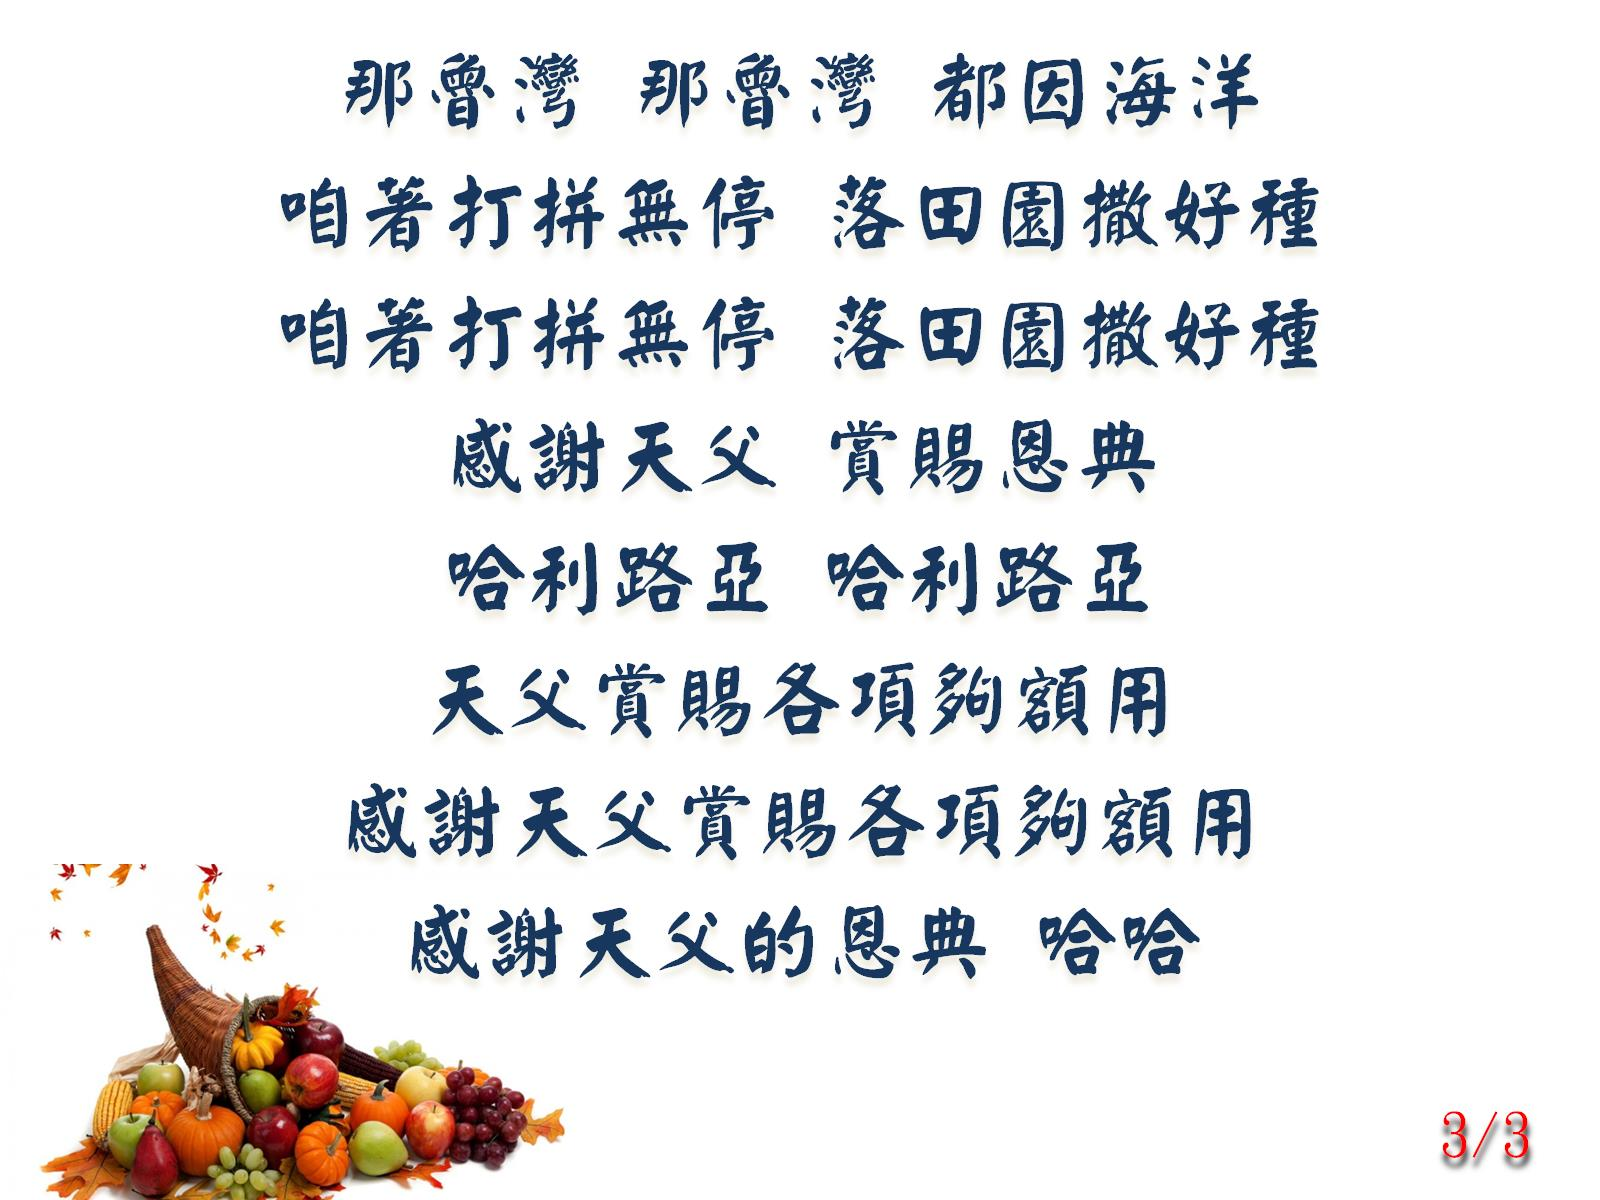 那魯灣 那魯灣 都因海洋
咱著打拼無停 落田園撒好種
咱著打拼無停 落田園撒好種
感謝天父 賞賜恩典
哈利路亞 哈利路亞
天父賞賜各項夠額用
感謝天父賞賜各項夠額用
感謝天父的恩典 哈哈
3/3